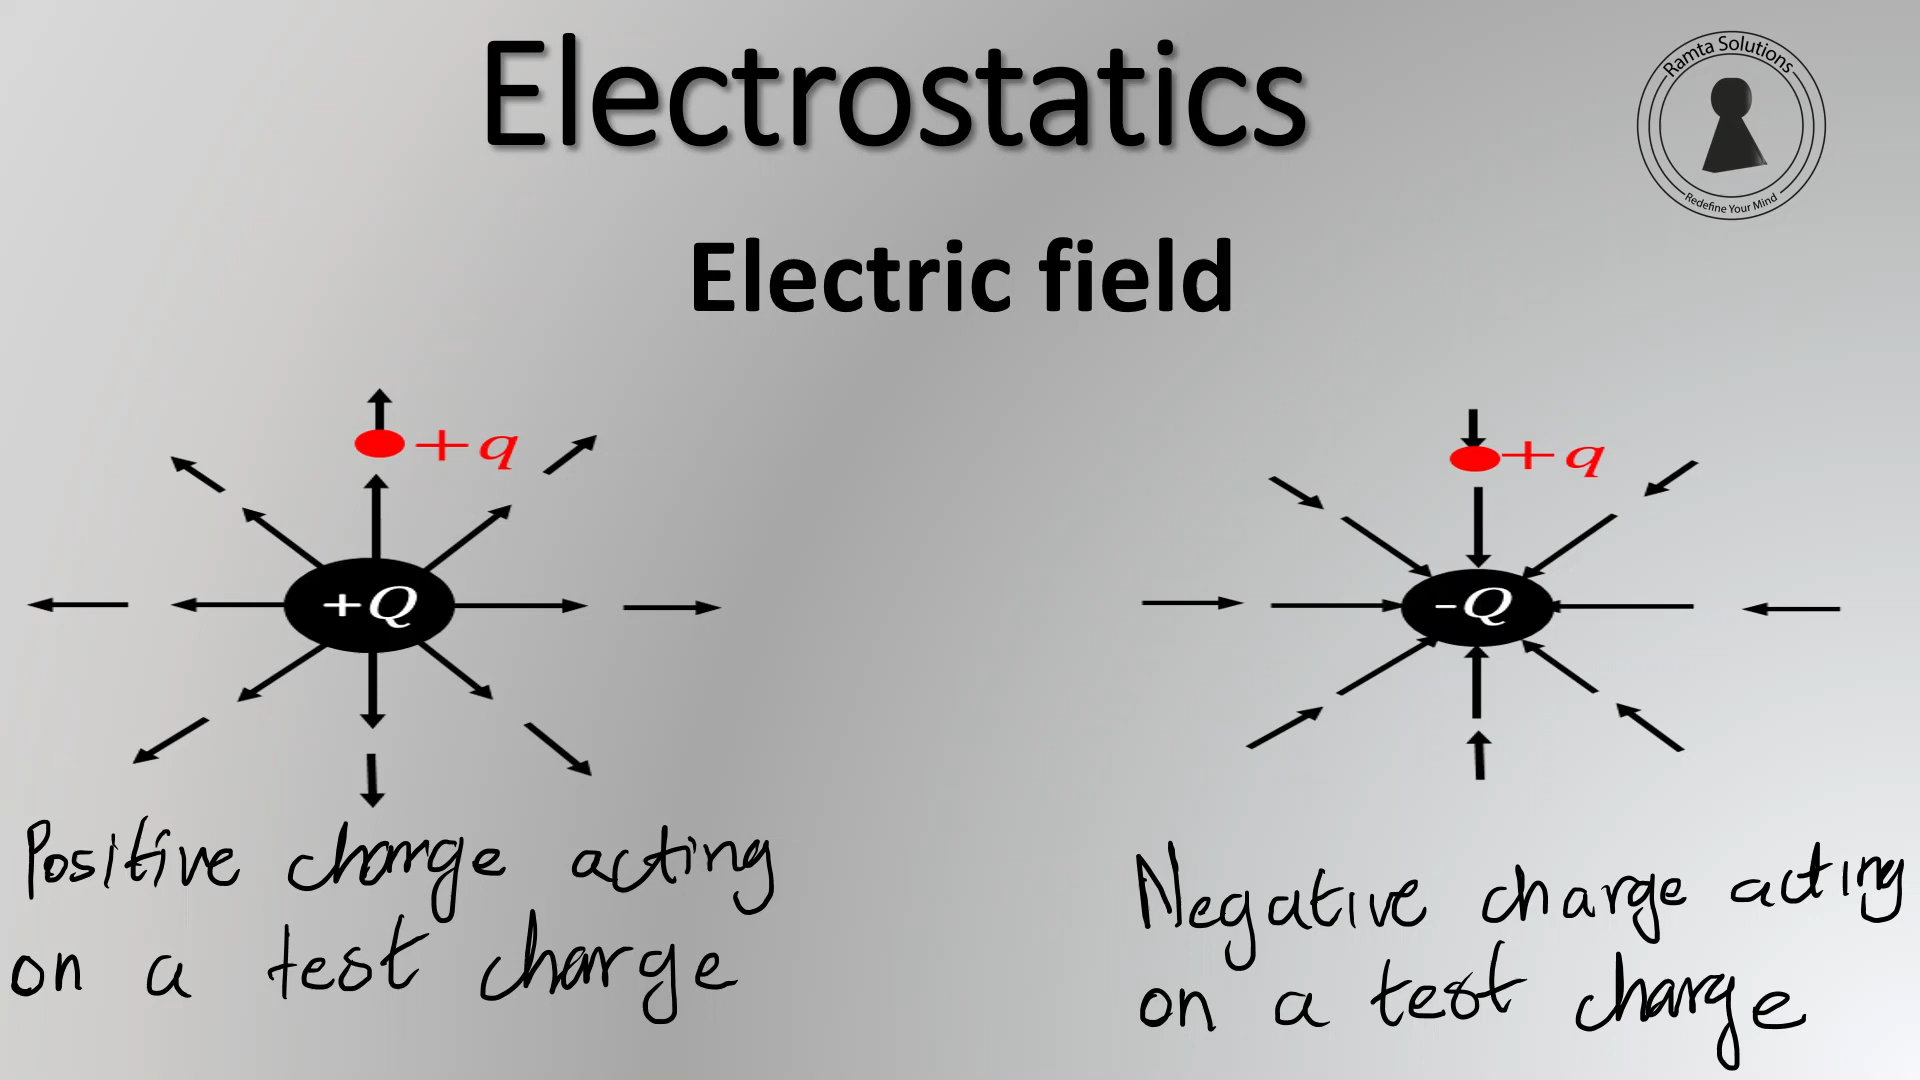 Electrostatics
Ramta Solutions
Redefine Your Mind
Electric field
+q
+q
+Q
-Q
Positive charge acting
on a test charge
Negative charge acting
on a test charge